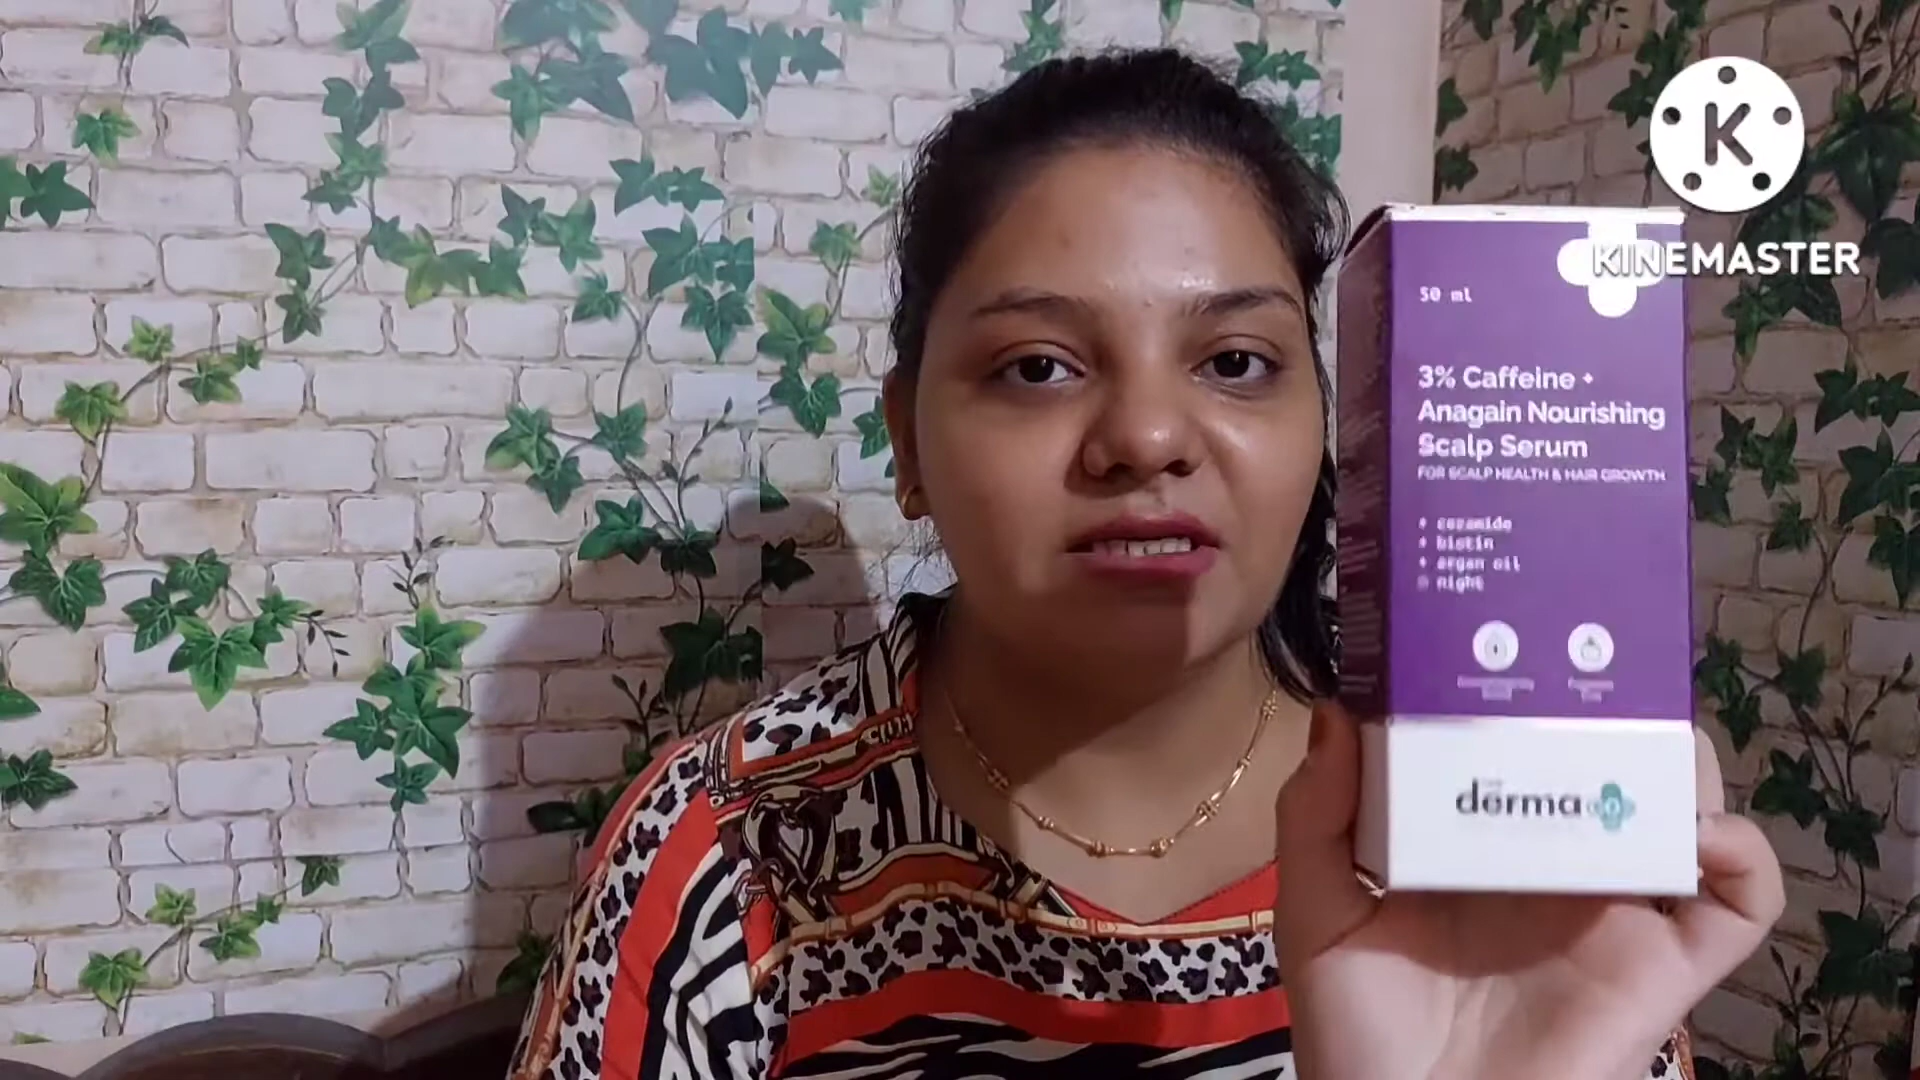 K
KINEMASTER
50 ml
3% Caffeine +
Anagain Nourishing
Scalp Serum
FOR SCALP HEALTH & HAIR GROWTH
+ ceramide
+ biotin
+ argan oil
night
derma